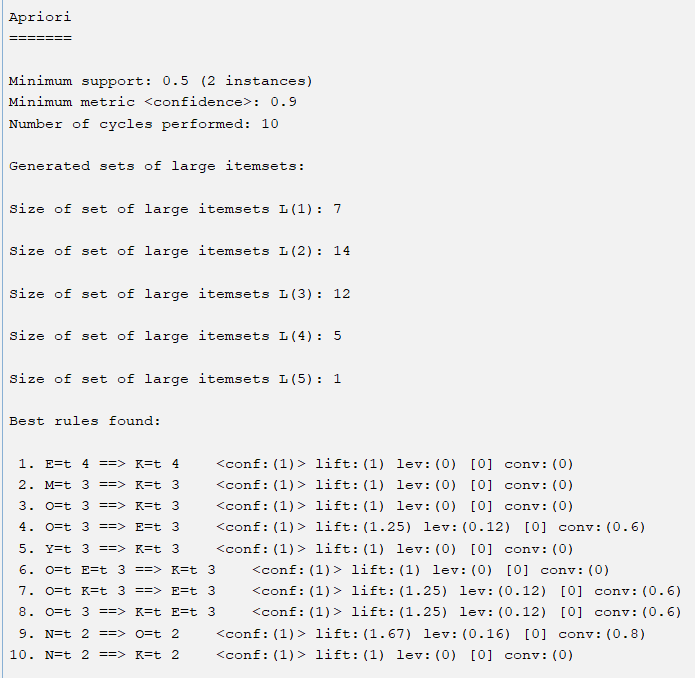 Apriori
=======
Minimum support: 0.5 (2 instances)
Minimum metric <confidence>: 0.9
Number of cycles performed: 10
Generated sets of large itemsets:
Size of set of large itemsets L(1): 7
Size of set of large itemsets L(2): 14
Size of set of large itemsets L(3): 12
Size of set of large itemsets L(4): 5
Size of set of large itemsets L(5): 1
Best rules found:
1. E=t 4 ==> K=t 4    <conf:(1)> lift:(1) lev:(0) [0] conv:(0)
2. M=t 3 ==> K=t 3    <conf:(1)> lift:(1) lev:(0) [0] conv:(0)
3. O=t 3 ==> K=t 3    <conf:(1)> lift:(1) lev:(0) [0] conv:(0)
4. O=t 3 ==> E=t 3    <conf:(1)> lift:(1.25) lev:(0.12) [0] conv:(0.6)
5. Y=t 3 ==> K=t 3    <conf:(1)> lift:(1) lev:(0) [0] conv:(0)
6. O=t E=t 3 ==> K=t 3    <conf:(1)> lift:(1) lev:(0) [0] conv:(0)
7. O=t K=t 3 ==> E=t 3    <conf:(1)> lift:(1.25) lev:(0.12) [0] conv:(0.6)
8. O=t 3 ==> K=t E=t 3    <conf:(1)> lift:(1.25) lev:(0.12) [0] conv:(0.6)
9. N=t 2 ==> O=t 2    <conf:(1)> lift:(1.67) lev:(0.16) [0] conv:(0.8)
10. N=t 2 ==> K=t 2    <conf:(1)> lift:(1) lev:(0) [0] conv:(0)